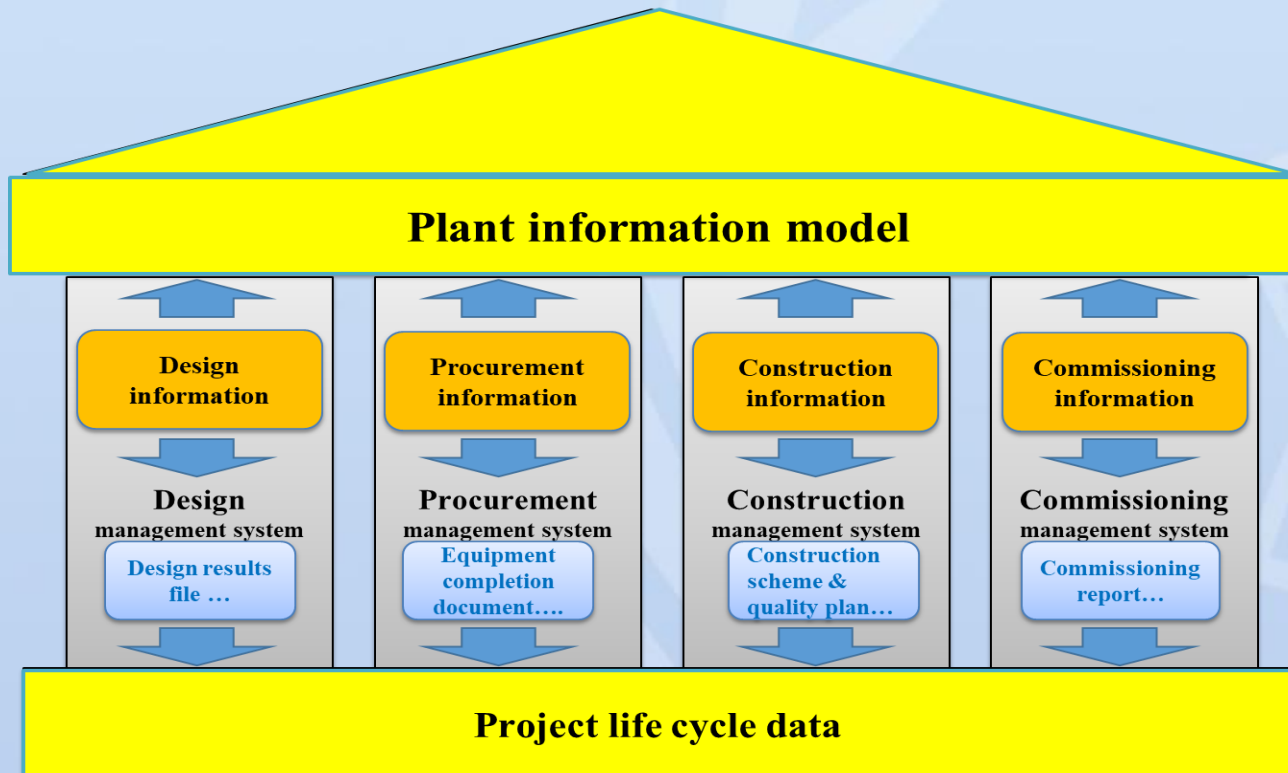 Plant information model
Design
information
Design
management system
Design results
file ...
Procurement
information
Procurement
management system
Equipment
completion
document....
Construction
information
Construction
management system
Construction
scheme &
quality plan...
Commissioning
information
Commissioning
management system
Commissioning
report...
Project life cycle data